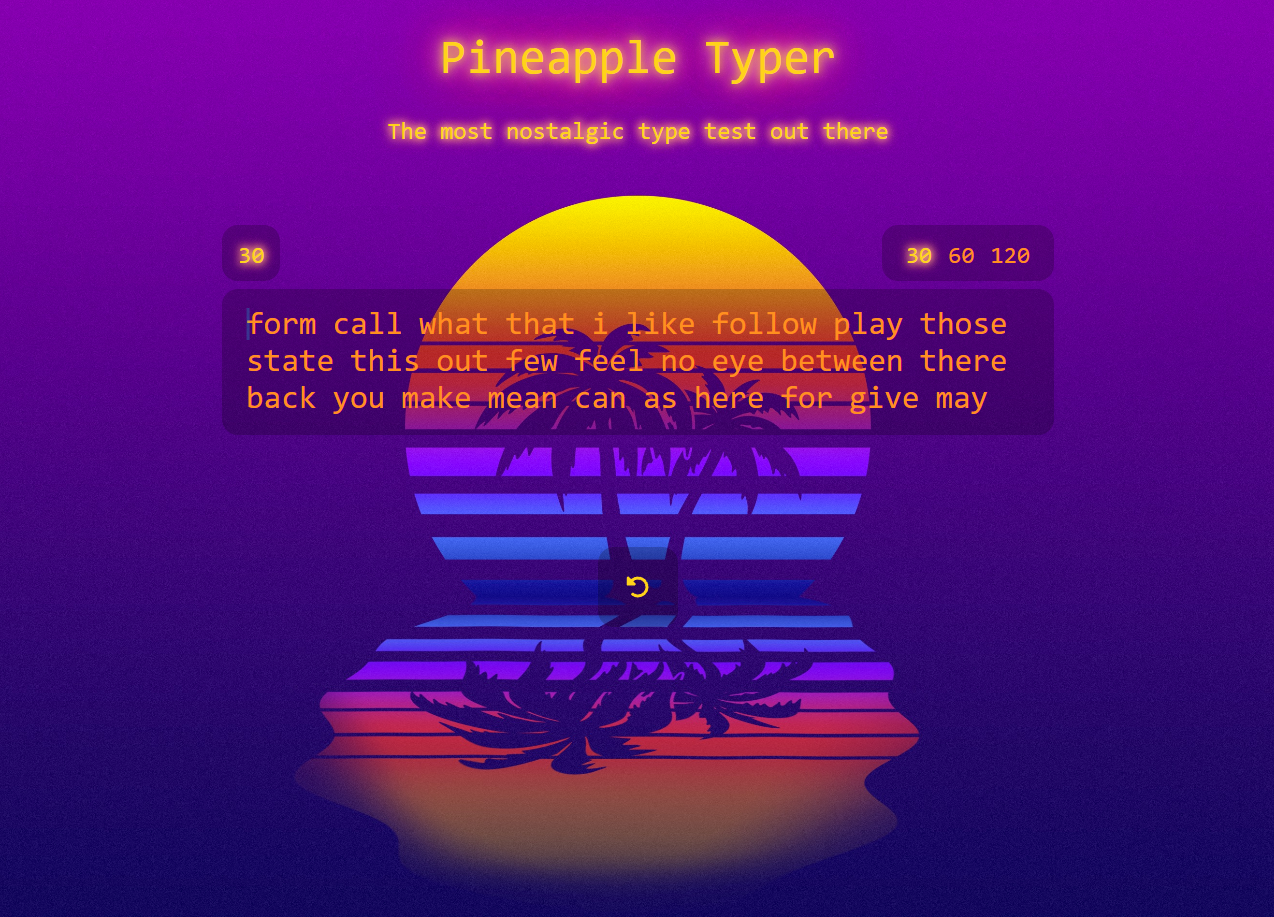 Pineapple Typer
The most nostalgic type test out there
30
30 60 120
form call what that i like follow play those
state this out few feel no eye between there
back you make mean can as here for give may